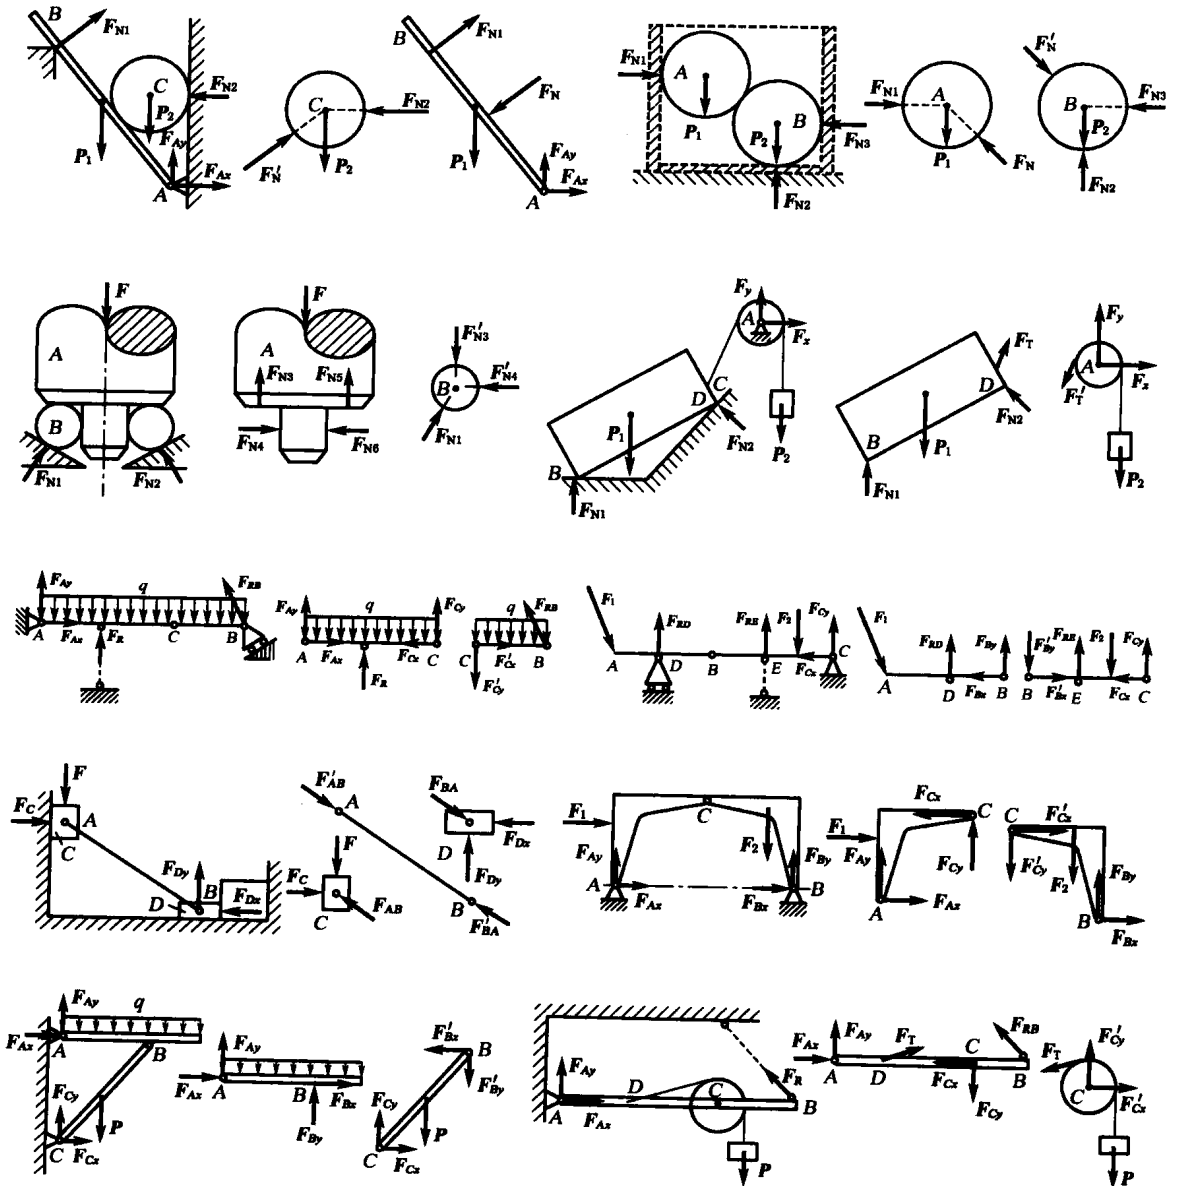 B F_N1 C P_2 F_N2 P_1 F_Ay A F_Ax
C F_N2 F'_N P_2
B F_N1 F_N P_1 F_Ay A F_Ax
F_N1 A P_1 P_2 B F_N3 F_N2
F_N1 A P_1 F_N
F'_N B P_2 F_N3 F_N2
F A B F_N1 F_N2
F A F_N3 F_N5 F_N4 F_N6
F'_N3 B F'_N4 F_N1
F_y A F_x C D P_1 F_N2 P_2 B F_N1
F_T D B F_N2 P_1 F_N1
F_y A F_x F'_T P_2
F_Ay q F_RB A F_Ax F_R C B
F_Ay q F_Cy A F_Ax F_Cx C F_R
q F_RB C F'_Cx B F'_Cy
F_1 F_RD F_RE F_2 F_Cy A D B E F_Cx C
F_1 F_RD F_By A D F_Bx B
F'_By F_RE F_2 F_Cy B F'_Bx E F_Cx C
F F_C A C F_Dy B D F_Dx
F'_AB A B F'_BA
F F_C C F_AB
F_BA D F_Dx F_Dy
F_1 C F_2 F_Ay F_By A F_Ax F_Bx B
F_Cx C F_1 F_Ay F_Cy A F_Ax
C F'_Cx F'_Cy F_2 F_By B F_Bx
F_Ay q F_Ax A B F_Cy P C F_Cx
F_Ay F_Ax A B F_Bx F_By
F'_Bx B F'_By F_Cy P C F_Cx
F_Ay D C F_R A F_Ax B P
F_Ay F_T C F_RB F_Ax A D F_Cx B F_Cy
F'_Cy F_T C F'_Cx P